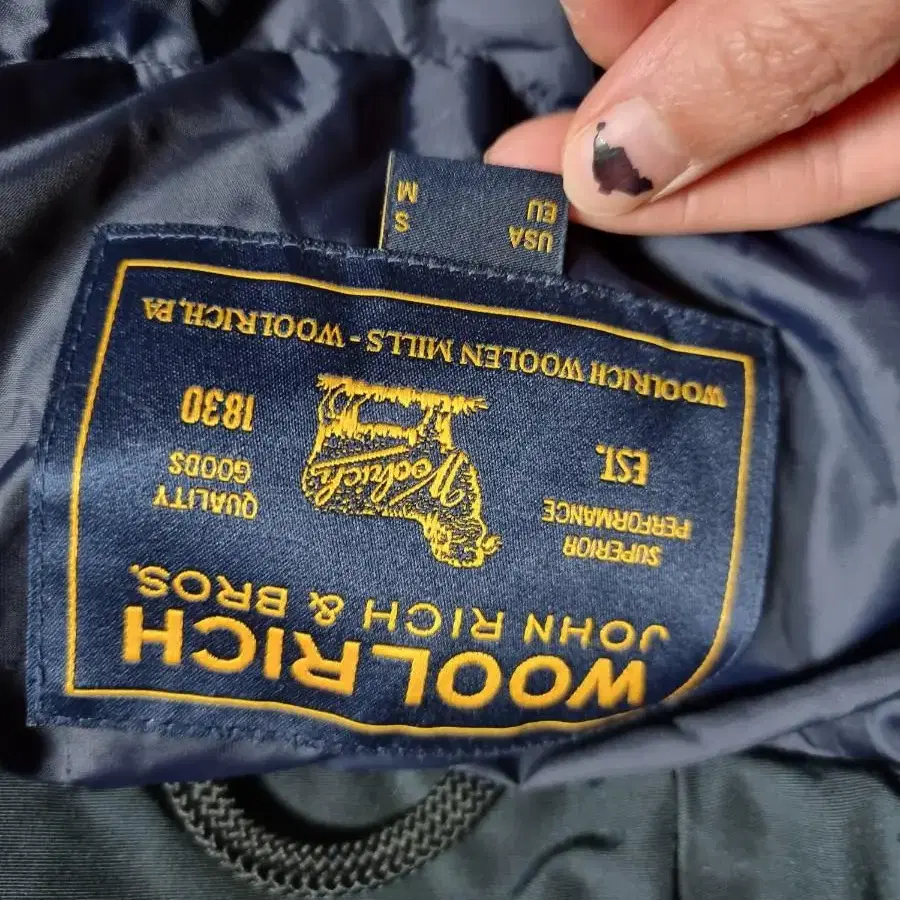 WOOLRICH
JOHN RICH & BROS.
SUPERIOR
PERFORMANCE
EST.
Woolrich
QUALITY
GOODS
1830
WOOLRICH WOOLEN MILLS - WOOLRICH, PA
USA S
EU M